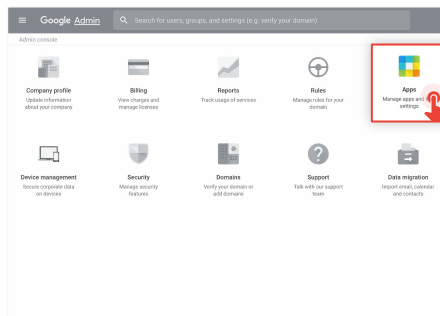 Google Admin
Search for users, groups, and settings (e.g. verify your domain)
Admin console
Company profile
Update information
about your company
Billing
View charges and
manage licenses
Reports
Track usage of services
Rules
Manage rules for your
domain
Apps
Manage apps and
settings
Device management
Secure corporate data
on devices
Security
Manage security
features
Domains
Verify your domain or
add domains
Support
Talk with our support
team
Data migration
Import email, calendar
and contacts